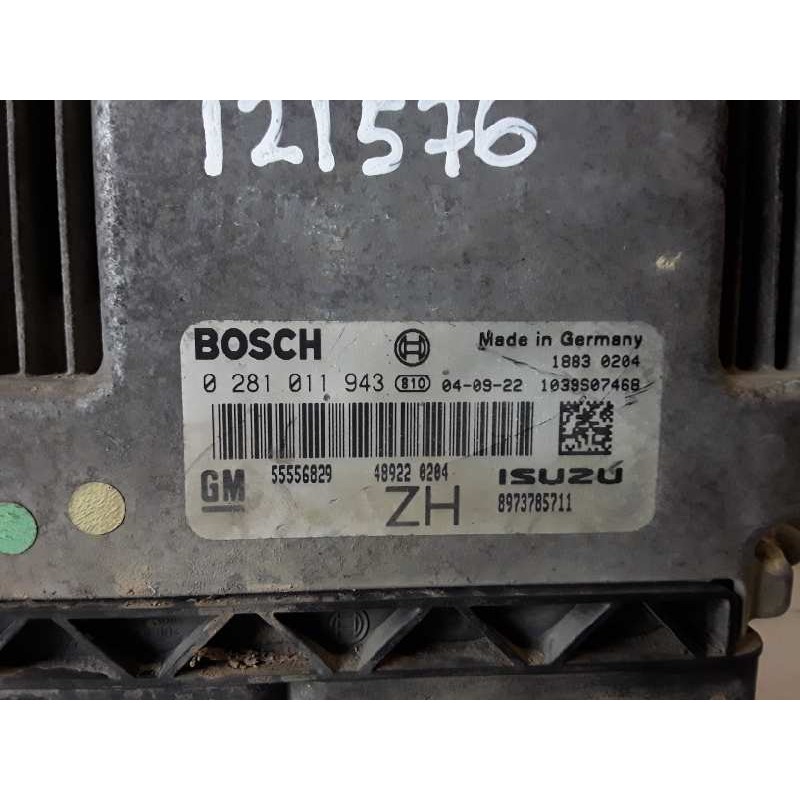 121576
BOSCH
Made in Germany
1883 0204
0 281 011 943 810 04-09-22 1039S07468
GM 55556829 48922 0204 ISUZU
ZH 8973785711